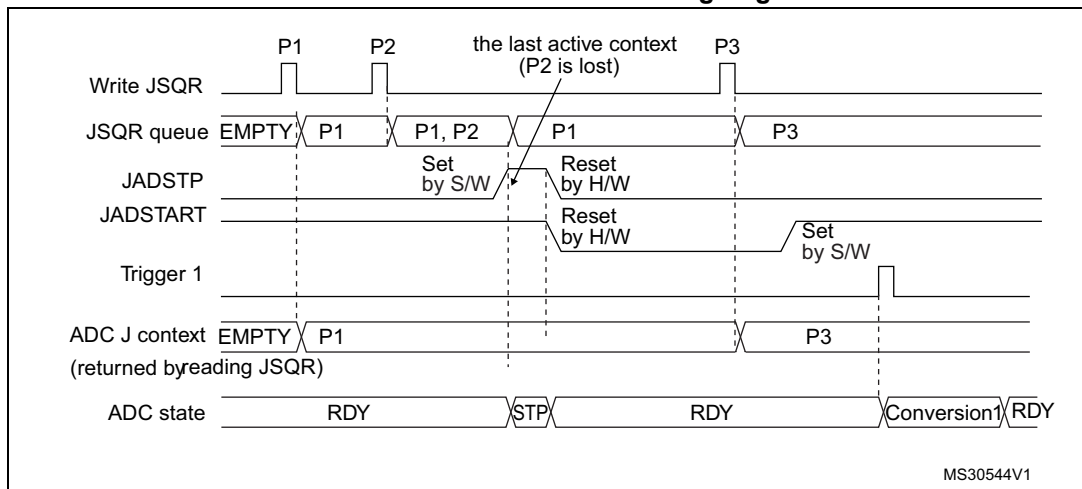 P1 P2 the last active context P3
(P2 is lost)
Write JSQR
JSQR queue EMPTY P1 P1, P2 P1 P3
Set Reset
JADSTP by S/W by H/W
JADSTART Reset Set
by H/W by S/W
Trigger 1
ADC J context EMPTY P1 P3
(returned byreading JSQR)
ADC state RDY STP RDY Conversion1 RDY
MS30544V1